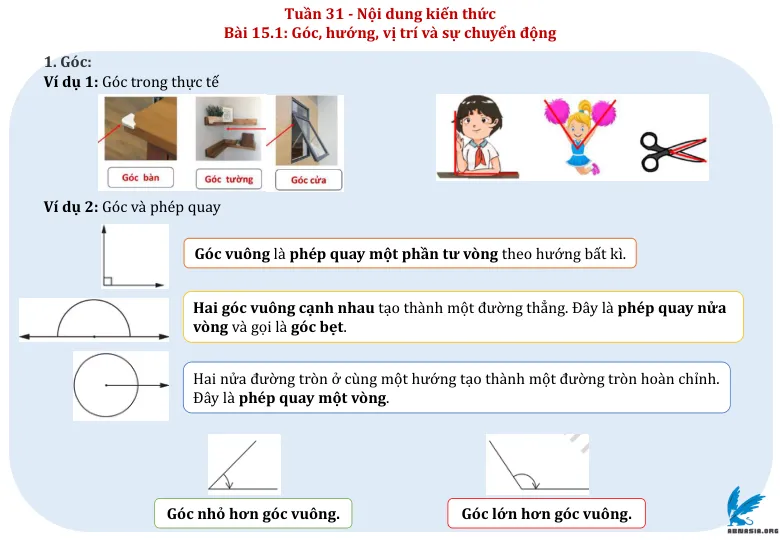 Tuần 31 - Nội dung kiến thức
Bài 15.1: Góc, hướng, vị trí và sự chuyển động
1. Góc:
Ví dụ 1: Góc trong thực tế
Góc bàn
Góc tường
Góc cửa
Ví dụ 2: Góc và phép quay
Góc vuông là phép quay một phần tư vòng theo hướng bất kì.
Hai góc vuông cạnh nhau tạo thành một đường thẳng. Đây là phép quay nửa
vòng và gọi là góc bẹt.
Hai nửa đường tròn ở cùng một hướng tạo thành một đường tròn hoàn chỉnh.
Đây là phép quay một vòng.
Góc nhỏ hơn góc vuông.
Góc lớn hơn góc vuông.
ABMASIA.ORG